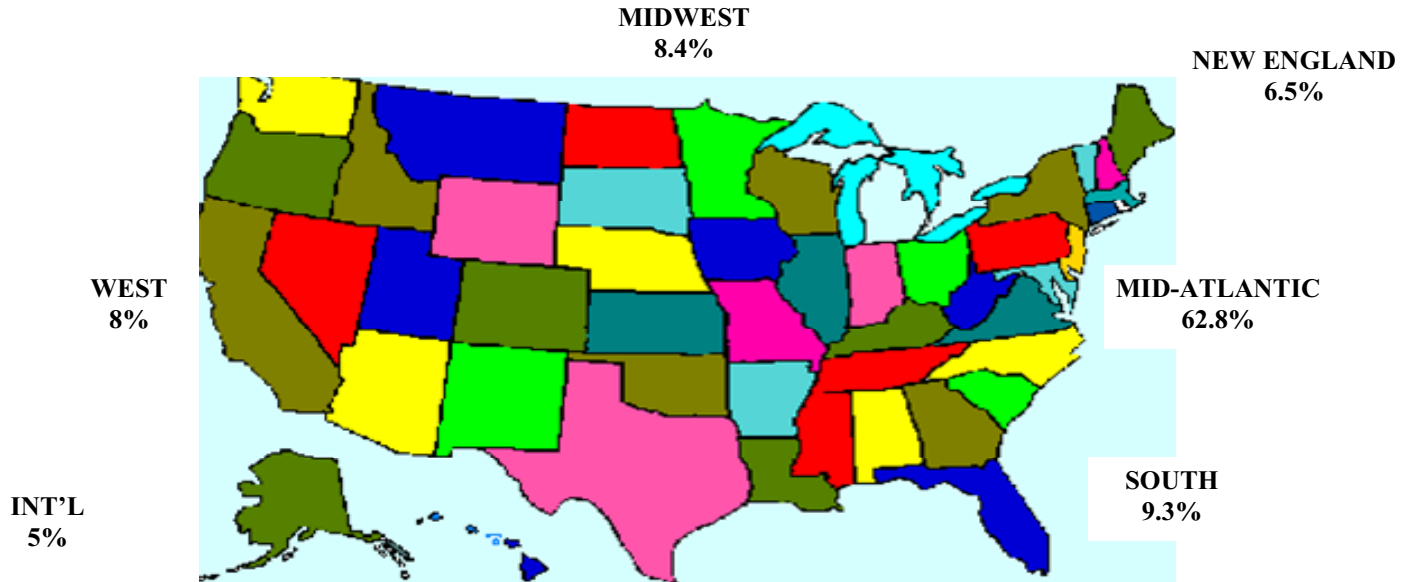 MIDWEST
8.4%
NEW ENGLAND
6.5%
WEST
8%
MID-ATLANTIC
62.8%
SOUTH
9.3%
INT’L
5%